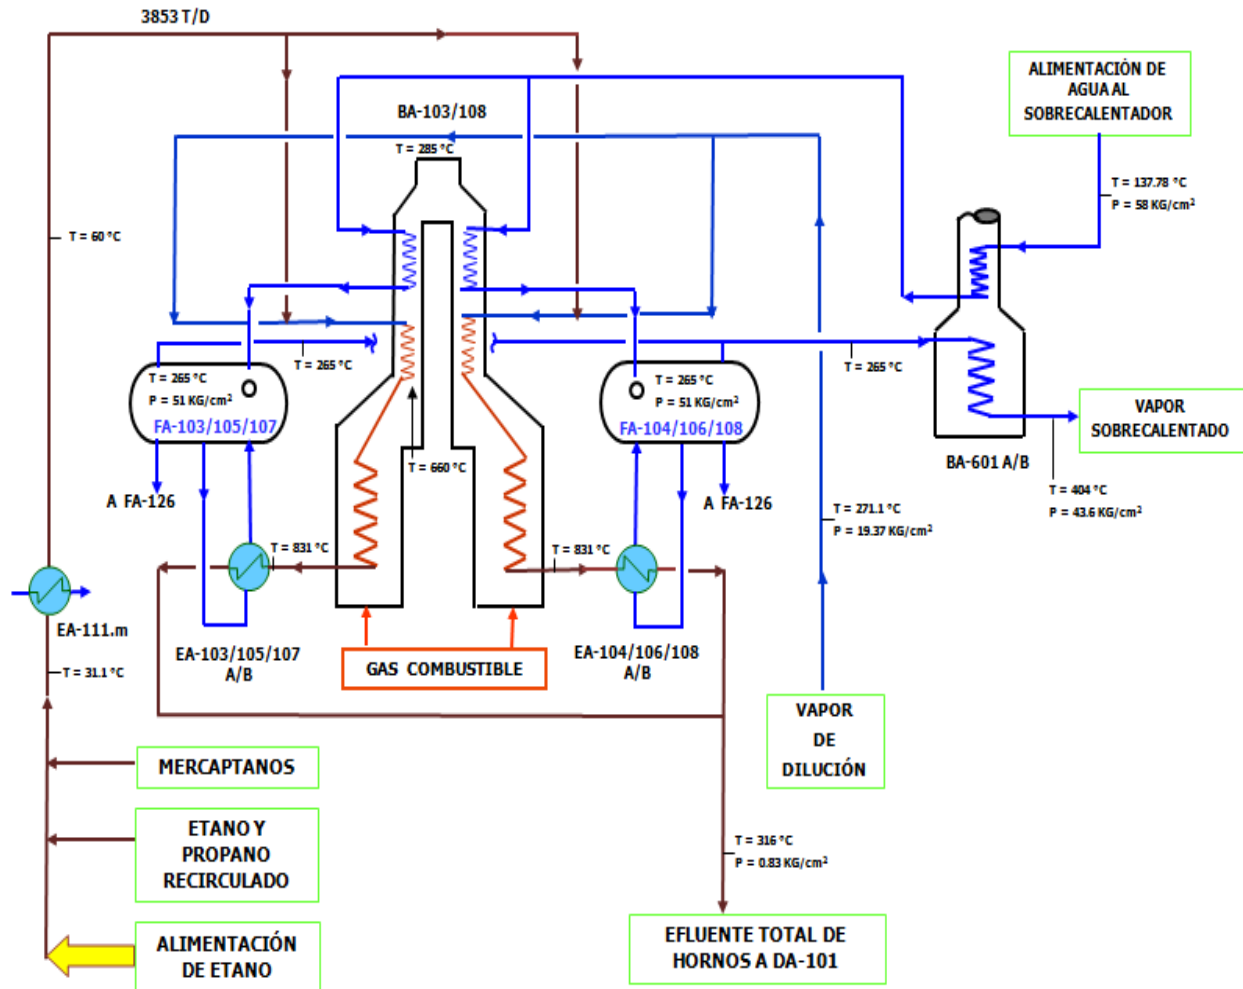 3853 T/D
ALIMENTACIÓN DE
AGUA AL
SOBRECALENTADOR
BA-103/108
T = 285 °C
T = 137.78 °C
P = 58 KG/cm²
T = 60 °C
T = 265 °C
T = 265 °C
T = 265 °C
P = 51 KG/cm²
FA-103/105/107
T = 265 °C
P = 51 KG/cm²
FA-104/106/108
VAPOR
SOBRECALENTADO
BA-601 A/B
T = 660 °C
T = 404 °C
P = 43.6 KG/cm²
A FA-126
A FA-126
T = 271.1 °C
P = 19.37 KG/cm²
T = 831 °C
T = 831 °C
EA-111.m
EA-103/105/107
A/B
GAS COMBUSTIBLE
EA-104/106/108
A/B
T = 31.1 °C
VAPOR
DE
DILUCIÓN
MERCAPTANOS
ETANO Y
PROPANO
RECIRCULADO
T = 316 °C
P = 0.83 KG/cm²
ALIMENTACIÓN
DE ETANO
EFLUENTE TOTAL DE
HORNOS A DA-101